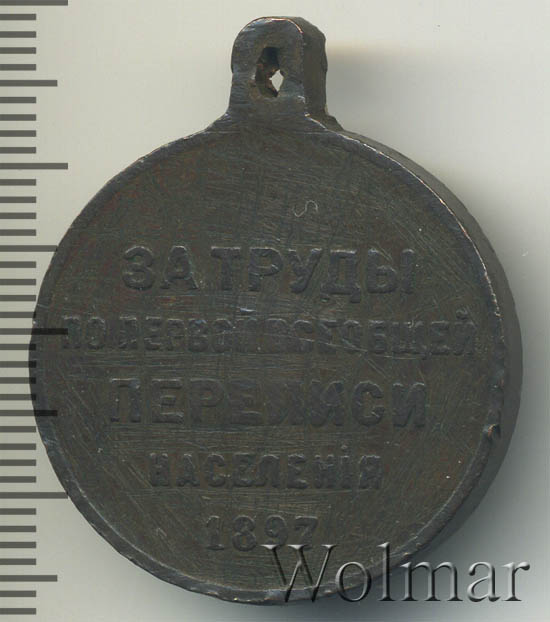 ЗА ТРУДЫ
ПО ПЕРВОЙ ВСЕОБЩЕЙ
ПЕРЕПИСИ
НАСЕЛЕНІЯ
1897
Wolmar